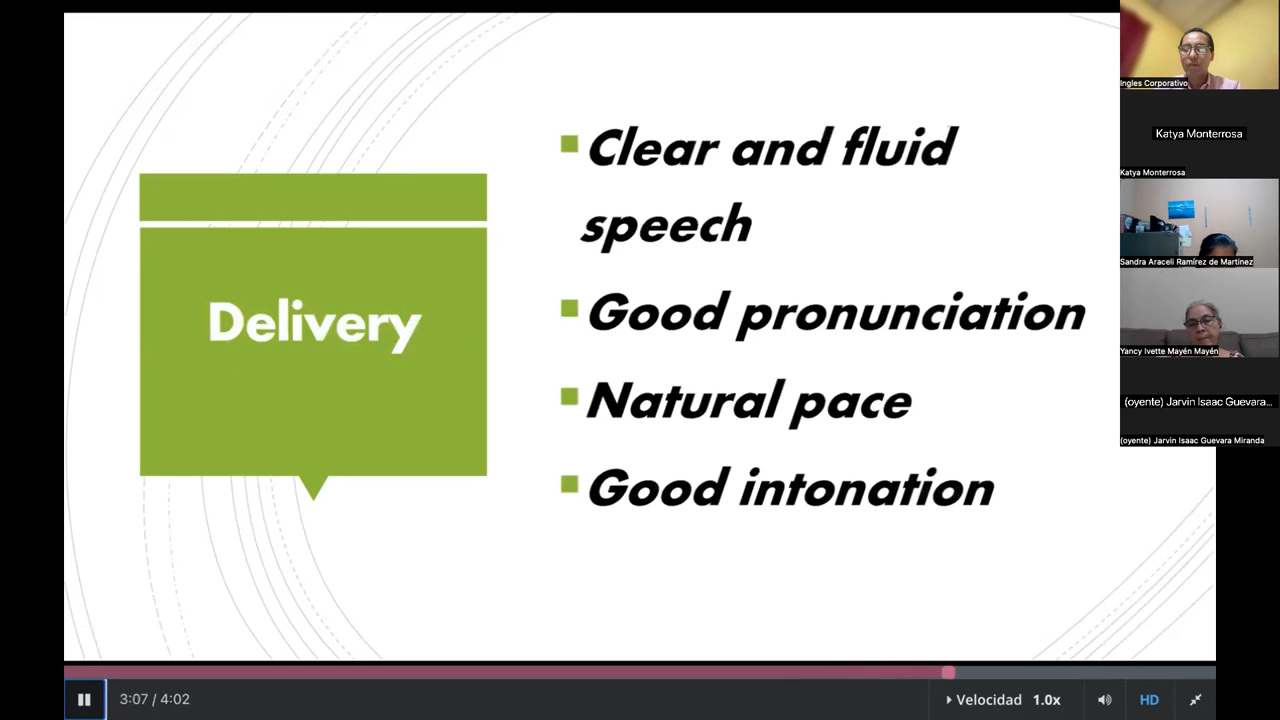 Delivery
Clear and fluid
speech
Good pronunciation
Natural pace
Good intonation
Ingles Corporativo
Katya Monterrosa
Katya Monterrosa
Sandra Araceli Ramírez de Martinez
Yancy Ivette Mayén Mayén
(oyente) Jarvin Isaac Guevara...
(oyente) Jarvin Isaac Guevara Miranda
3:07 / 4:02
Velocidad 1.0x
HD